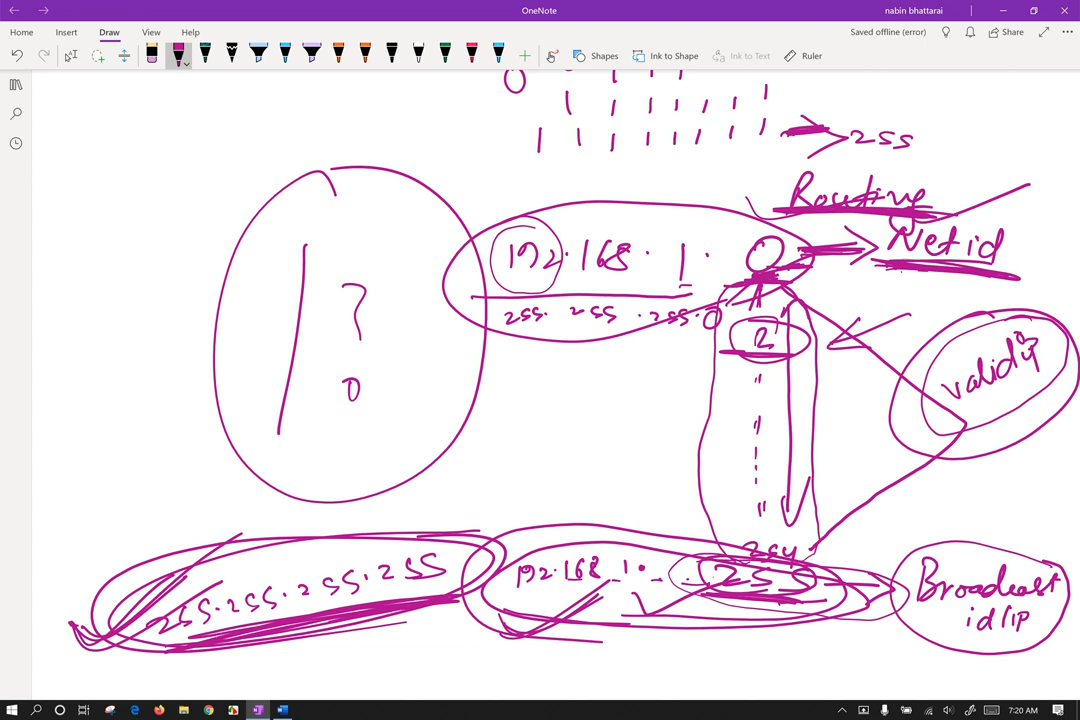 OneNote
nabin bhattarai
Home Insert Draw View Help
Saved offline (error)
Share
Shapes
Ink to Shape
Ink to Text
Ruler
0
255
Routing
192.168.1.0
Net id
255.255.255.0
2
?
0
valid ip
254
255.255.255.255
192.168.1.
255
Broadcast
id/ip
7:20 AM